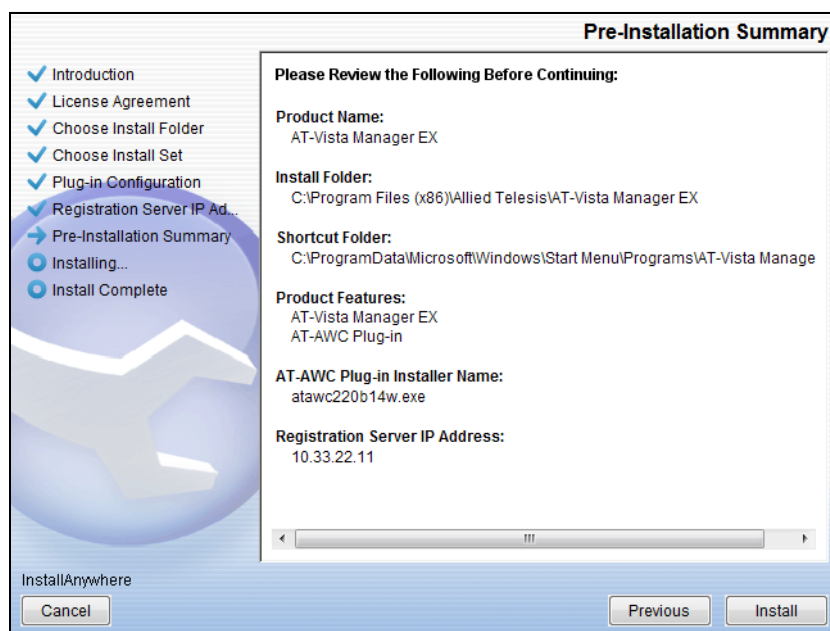 Pre-Installation Summary
Introduction
License Agreement
Choose Install Folder
Choose Install Set
Plug-in Configuration
Registration Server IP Ad...
Pre-Installation Summary
Installing...
Install Complete
Please Review the Following Before Continuing:
Product Name:
AT-Vista Manager EX
Install Folder:
C:\Program Files (x86)\Allied Telesis\AT-Vista Manager EX
Shortcut Folder:
C:\ProgramData\Microsoft\Windows\Start Menu\Programs\AT-Vista Manage
Product Features:
AT-Vista Manager EX
AT-AWC Plug-in
AT-AWC Plug-in Installer Name:
atawc220b14w.exe
Registration Server IP Address:
10.33.22.11
InstallAnywhere
Cancel
Previous
Install